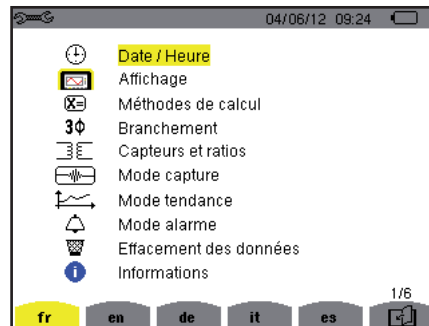 04/06/12 09:24
Date / Heure
Affichage
X= Méthodes de calcul
3Φ Branchement
Capteurs et ratios
Mode capture
Mode tendance
Mode alarme
Effacement des données
i Informations
1/6
fr en de it es